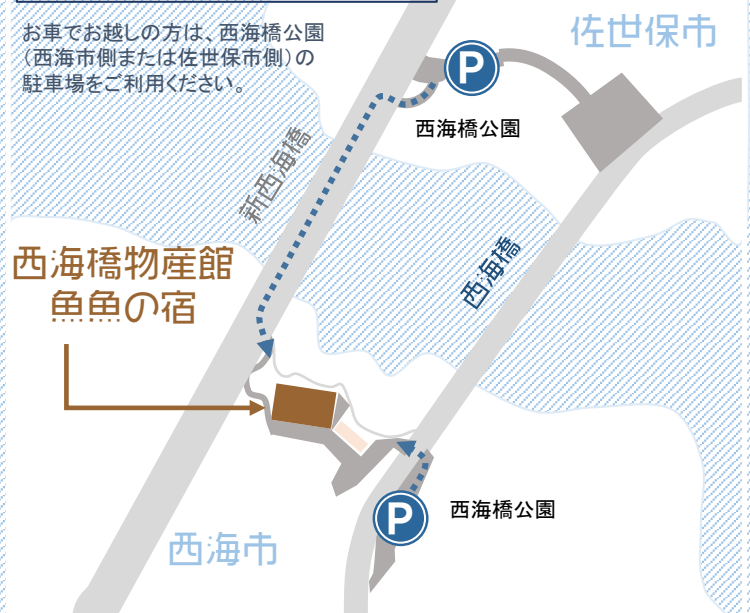 お車でお越しの方は、西海橋公園
（西海市側または佐世保市側）の
駐車場をご利用ください。
佐世保市
P
西海橋公園
新西海橋
西海橋
西海橋物産館
魚魚の宿
P
西海橋公園
西海市